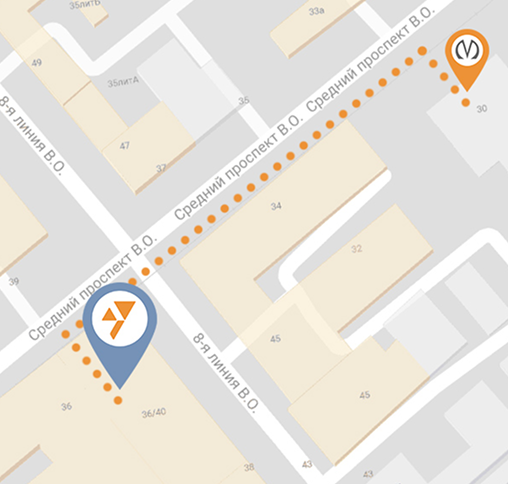 35литБ
33а
Средний проспект В.О.
49
35литА
30
8-я линия В.О.
35
Средний проспект В.О.
47
37
34
32
Средний проспект В.О.
39
45
8-я линия В.О.
45
36
36/40
38
43
43